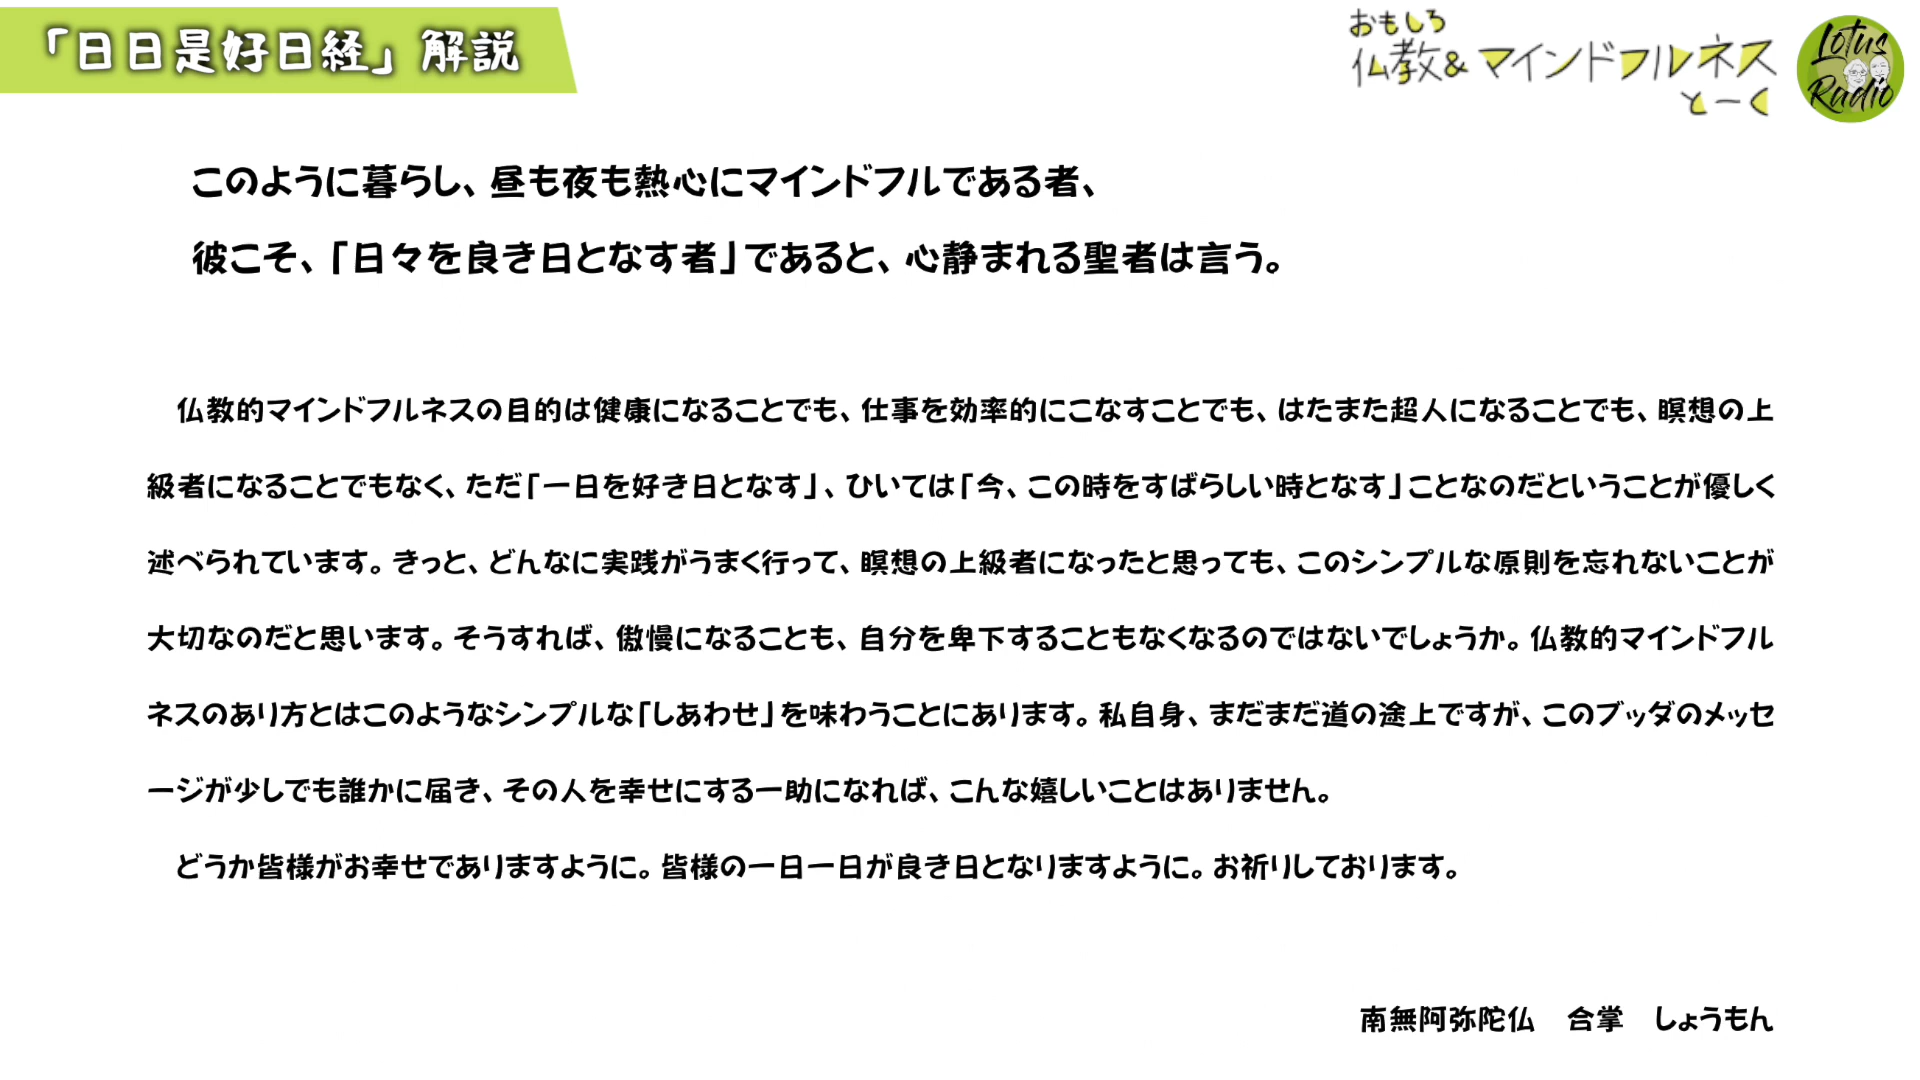 「日日是好日経」解説
おもしろ
仏教&マインドフルネス
とーく
Lotus
Radio
このように暮らし、昼も夜も熱心にマインドフルである者、
彼こそ、「日々を良き日となす者」であると、心静まれる聖者は言う。
仏教的マインドフルネスの目的は健康になることでも、仕事を効率的にこなすことでも、はたまた超人になることでも、瞑想の上
級者になることでもなく、ただ「一日を好き日となす」、ひいては「今、この時をすばらしい時となす」ことなのだということが優しく
述べられています。きっと、どんなに実践がうまく行って、瞑想の上級者になったと思っても、このシンプルな原則を忘れないことが
大切なのだと思います。そうすれば、傲慢になることも、自分を卑下することもなくなるのではないでしょうか。仏教的マインドフル
ネスのあり方とはこのようなシンプルな「しあわせ」を味わうことにあります。私自身、まだまだ道の途上ですが、このブッダのメッセ
ージが少しでも誰かに届き、その人を幸せにする一助になれば、こんな嬉しいことはありません。
どうか皆様がお幸せでありますように。皆様の一日一日が良き日となりますように。お祈りしております。
南無阿弥陀仏　合掌　しょうもん